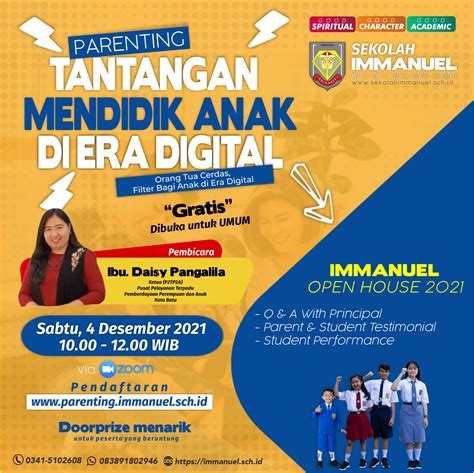 GOOD SPIRITUAL GOOD CHARACTER GOOD ACADEMIC
SEKOLAH
IMMANUEL
www.sekolahimmanuel.sch.id
PARENTING
TANTANGAN
MENDIDIK ANAK
DI ERA DIGITAL
Orang Tua Cerdas,
Filter Bagi Anak di Era Digital
“Gratis”
Dibuka untuk UMUM
Pembicara
Ibu. Daisy Pangalila
Ketua (P2TP2A)
Pusat Pelayanan Terpadu
Pemberdayaan Perempuan dan Anak
Kota Batu
Sabtu, 4 Desember 2021
10.00 - 12.00 WIB
via zoom
Pendaftaran
www.parenting.immanuel.sch.id
Doorprize menarik
untuk peserta yang beruntung
IMMANUEL
OPEN HOUSE 2021
- Q & A With Principal
- Parent & Student Testimonial
- Student Performance
0341-5102608 083891802946 https://immanuel.sch.id